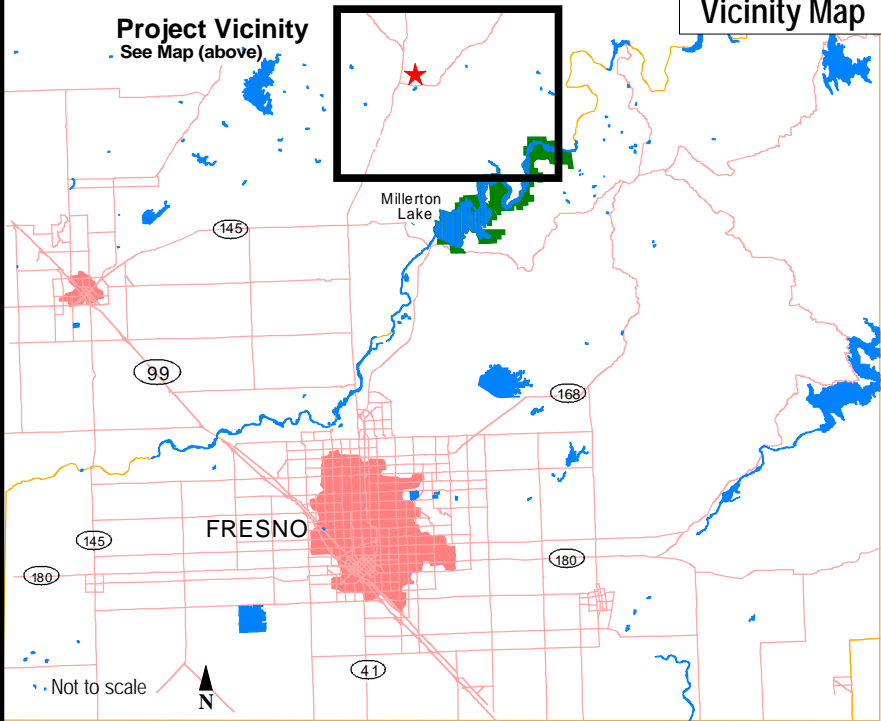 Vicinity Map
Project Vicinity
See Map (above)
Millerton
Lake
145
99
168
FRESNO
145
180
180
41
Not to scale
N